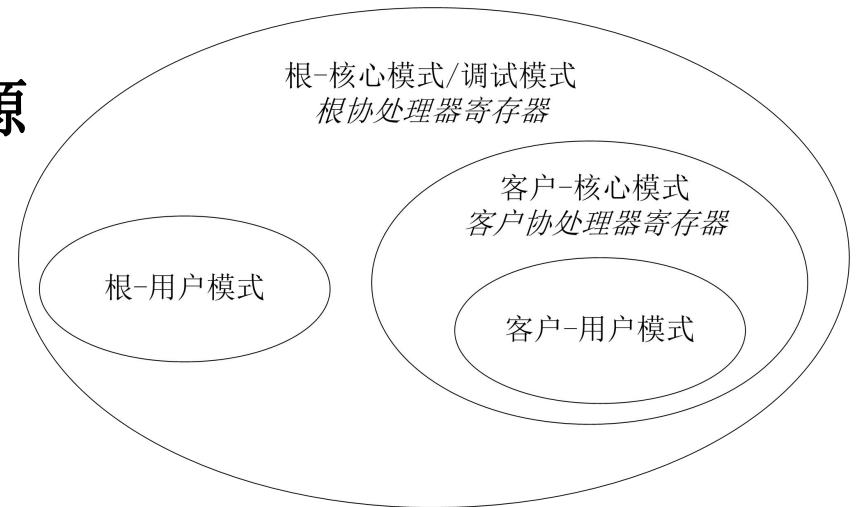 源
根-核心模式/调试模式
根协处理器寄存器
客户-核心模式
客户协处理器寄存器
根-用户模式
客户-用户模式